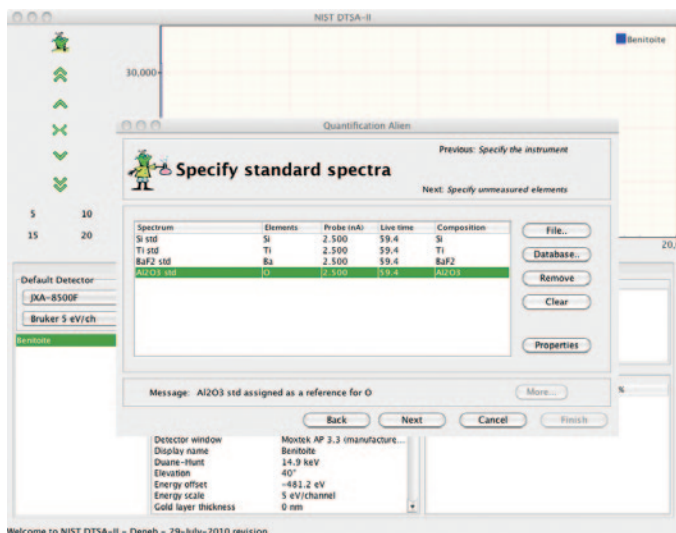 NIST DTSA-II
Benitoite
30,000
Quantification Alien
Previous: Specify the instrument
Specify standard spectra
Next: Specify unmeasured elements
5 10
15 20
20,
Spectrum Elements Probe (nA) Live time Composition
Si std Si 2.500 59.4 Si
Ti std Ti 2.500 59.4 Ti
BaF2 std Ba 2.500 59.4 BaF2
Al2O3 std O 2.500 59.4 Al2O3
File..
Database..
Remove
Clear
Properties
Default Detector
JXA-8500F
Bruker 5 eV/ch
Benitoite
%
Message: Al2O3 std assigned as a reference for O
More...
Back Next Cancel Finish
Detector window Moxtek AP 3.3 (manufacture...
Display name Benitoite
Duane-Hunt 14.9 keV
Elevation 40°
Energy offset -481.2 eV
Energy scale 5 eV/channel
Gold layer thickness 0 nm
Welcome to NIST DTSA-II - Deneb - 29-July-2010 revision